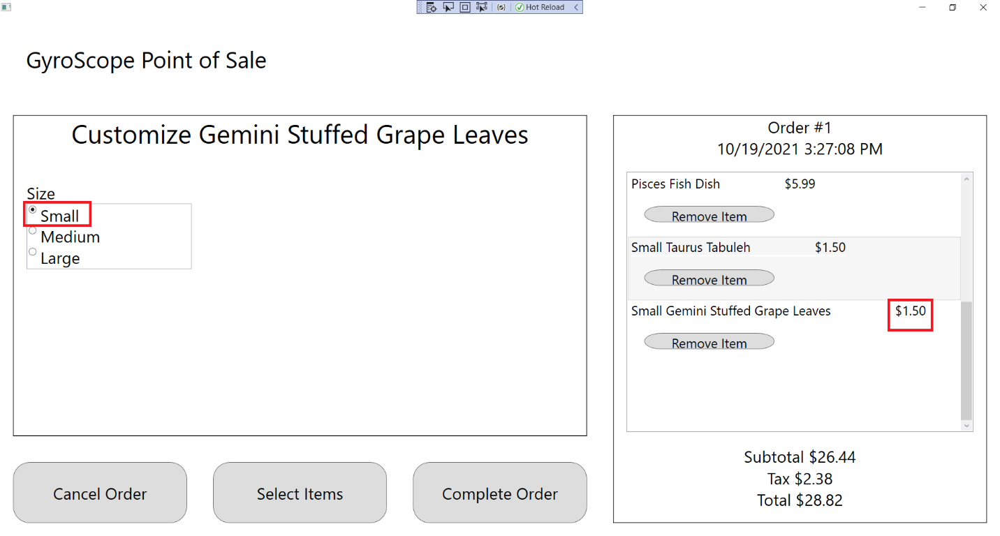 Hot Reload
GyroScope Point of Sale
Customize Gemini Stuffed Grape Leaves
Size
Small
Medium
Large
Cancel Order
Select Items
Complete Order
Order #1
10/19/2021 3:27:08 PM
Pisces Fish Dish $5.99
Remove Item
Small Taurus Tabuleh $1.50
Remove Item
Small Gemini Stuffed Grape Leaves $1.50
Remove Item
Subtotal $26.44
Tax $2.38
Total $28.82